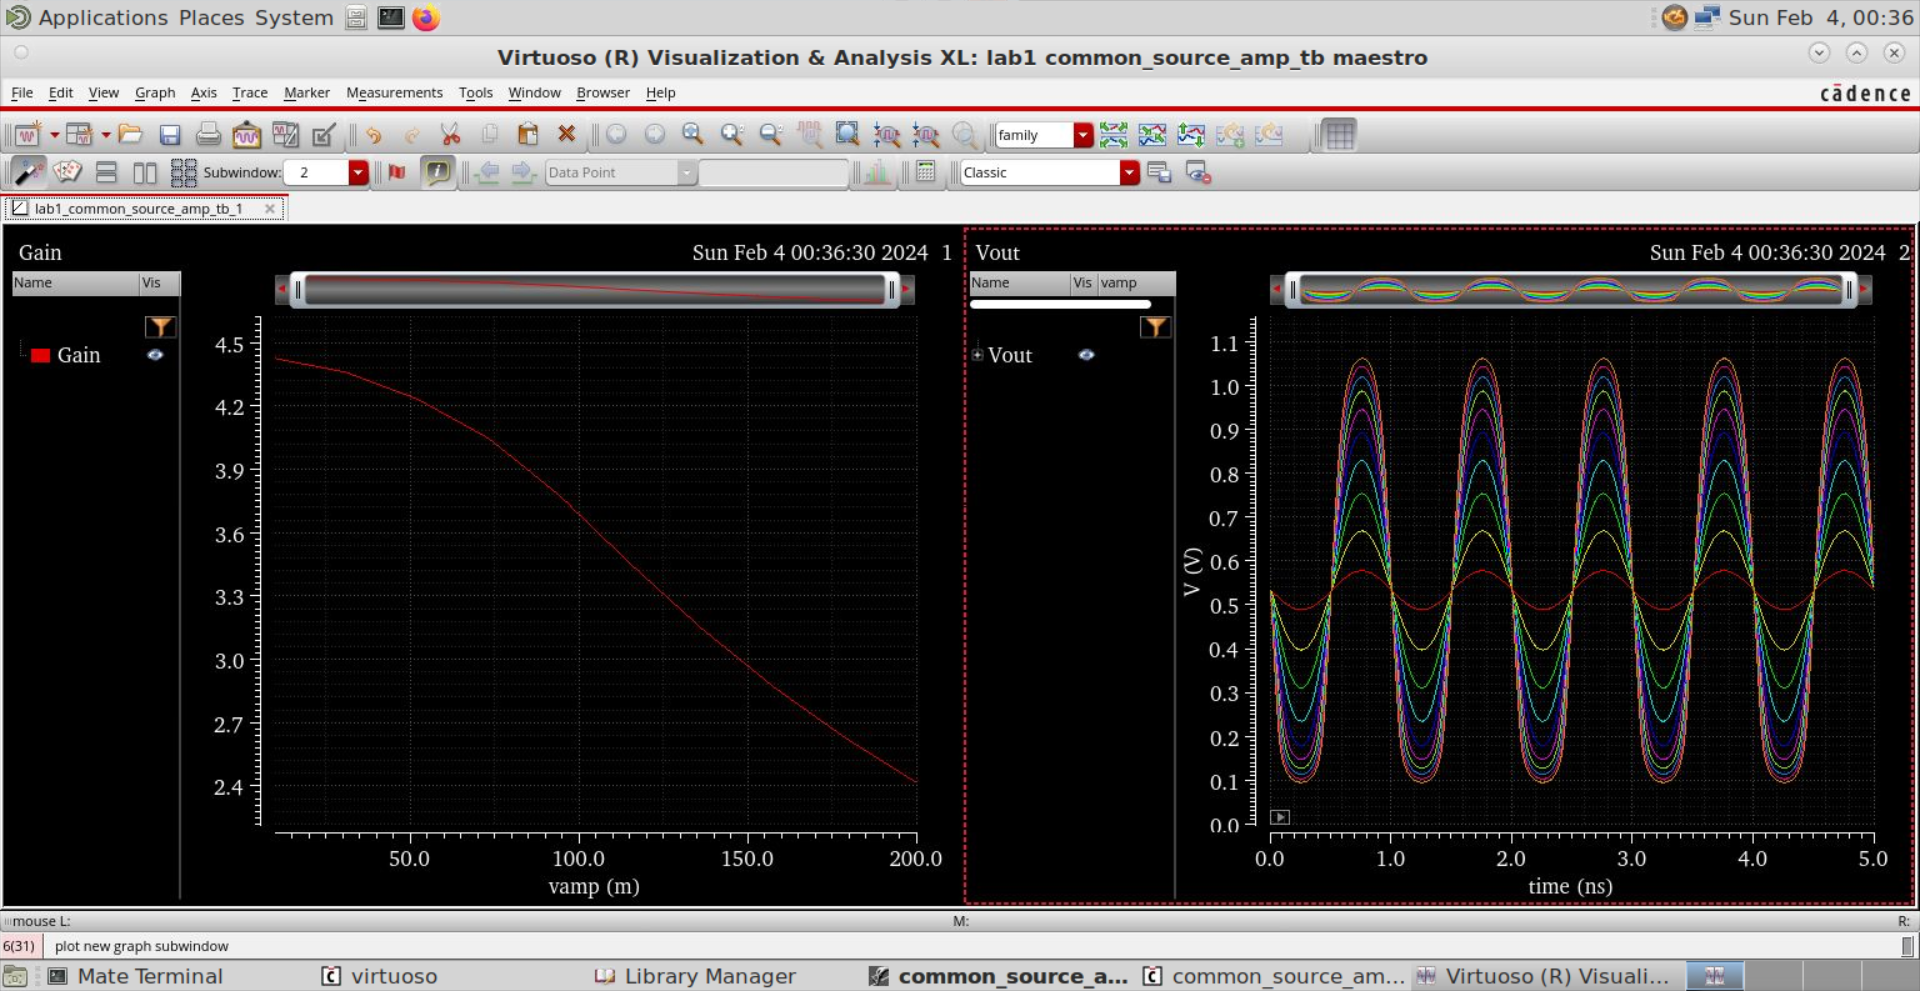 Applications Places System
Sun Feb 4, 00:36
Virtuoso (R) Visualization & Analysis XL: lab1 common_source_amp_tb maestro
File Edit View Graph Axis Trace Marker Measurements Tools Window Browser Help
cādence
family
Subwindow: 2
Data Point
Classic
lab1_common_source_amp_tb_1
Gain
Sun Feb 4 00:36:30 2024 1
Name Vis
Gain
4.5
4.2
3.9
3.6
3.3
3.0
2.7
2.4
50.0 100.0 150.0 200.0
vamp (m)
Vout
Sun Feb 4 00:36:30 2024 2
Name Vis vamp
Vout
V (V)
1.1
1.0
0.9
0.8
0.7
0.6
0.5
0.4
0.3
0.2
0.1
0.0
0.0 1.0 2.0 3.0 4.0 5.0
time (ns)
mouse L: M: R:
6(31) plot new graph subwindow
Mate Terminal virtuoso Library Manager common_source_a... common_source_am... Virtuoso (R) Visuali...